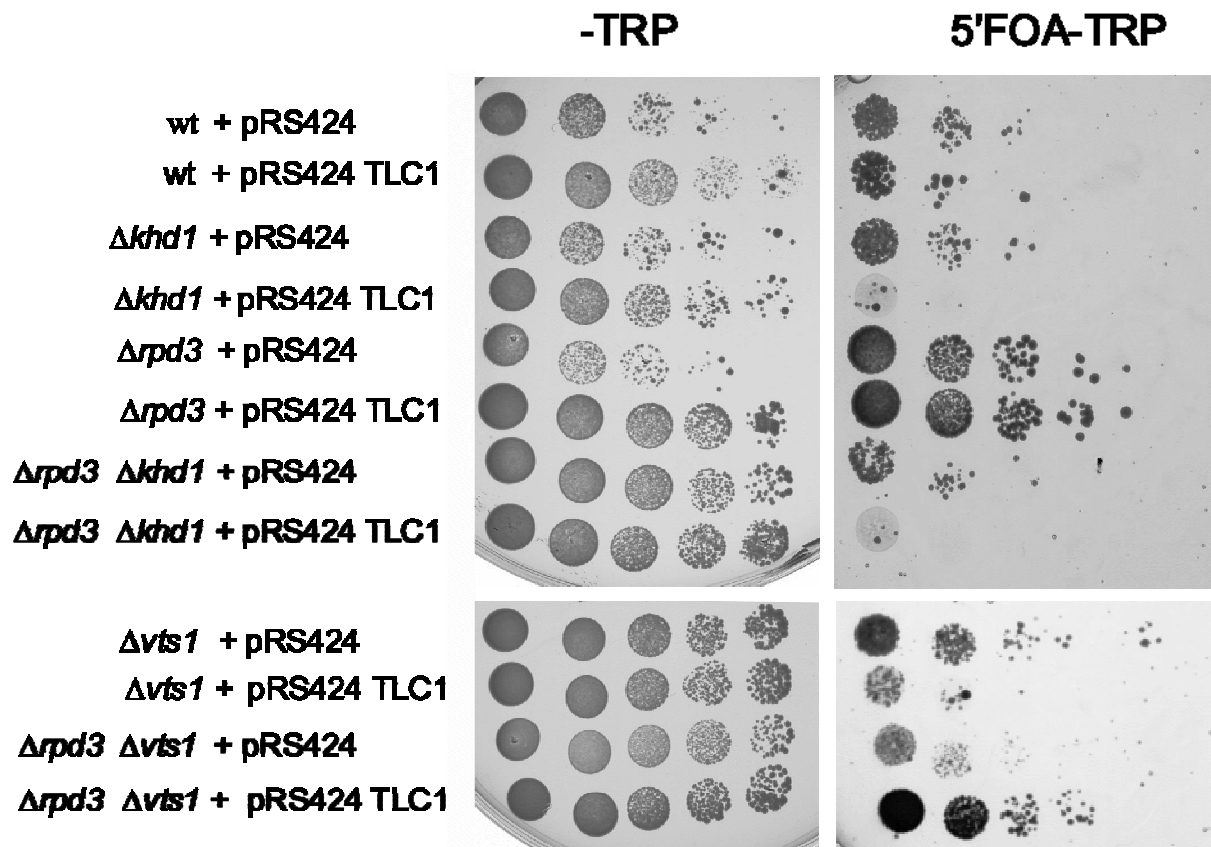 -TRP 5'FOA-TRP
wt + pRS424
wt + pRS424 TLC1
Δkhd1 + pRS424
Δkhd1 + pRS424 TLC1
Δrpd3 + pRS424
Δrpd3 + pRS424 TLC1
Δrpd3 Δkhd1 + pRS424
Δrpd3 Δkhd1 + pRS424 TLC1
Δvts1 + pRS424
Δvts1 + pRS424 TLC1
Δrpd3 Δvts1 + pRS424
Δrpd3 Δvts1 + pRS424 TLC1